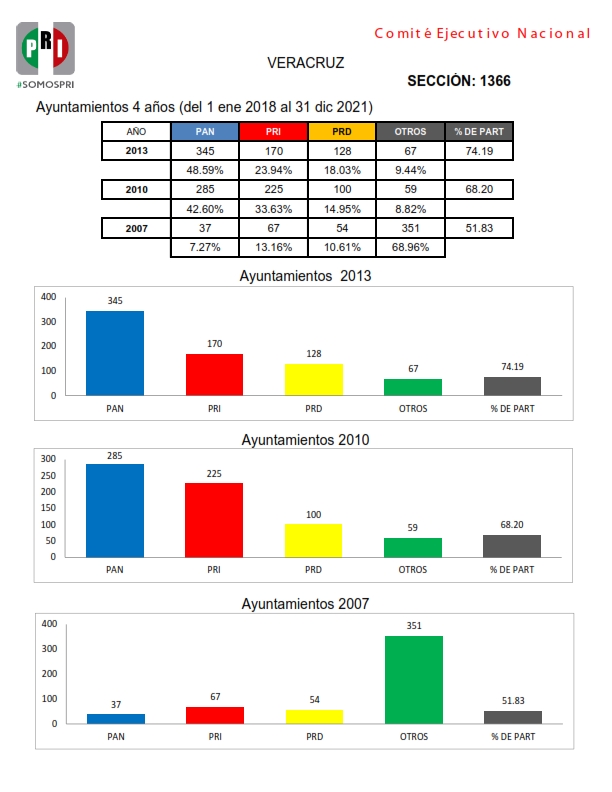 Comité Ejecutivo Nacional
PRI
#SOMOSPRI
VERACRUZ
SECCIÓN: 1366
Ayuntamientos 4 años (del 1 ene 2018 al 31 dic 2021)
AÑO PAN PRI PRD OTROS % DE PART
2013 345 170 128 67 74.19
48.59% 23.94% 18.03% 9.44%
2010 285 225 100 59 68.20
42.60% 33.63% 14.95% 8.82%
2007 37 67 54 351 51.83
7.27% 13.16% 10.61% 68.96%
Ayuntamientos 2013
400
345
300
200
170
128
100
67
74.19
0
PAN PRI PRD OTROS % DE PART
Ayuntamientos 2010
300
285
250
225
200
150
100
100
50
59
68.20
0
PAN PRI PRD OTROS % DE PART
Ayuntamientos 2007
400
351
300
200
100
37
67
54
51.83
0
PAN PRI PRD OTROS % DE PART